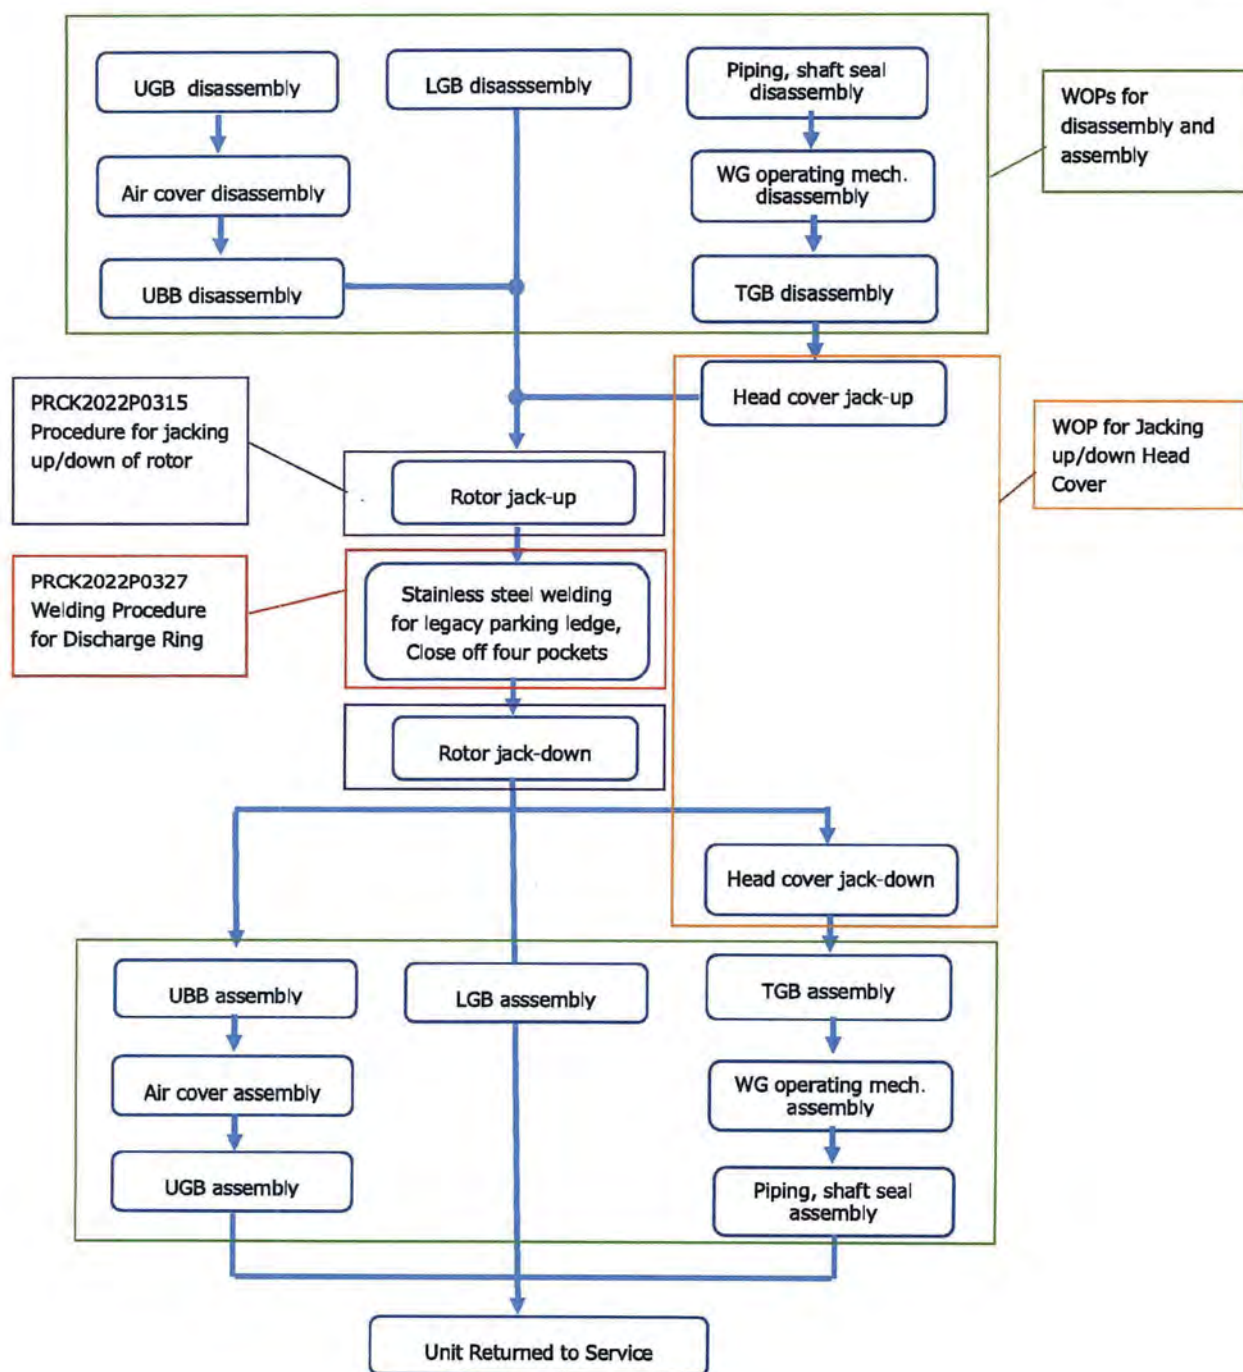 UGB disassembly
LGB disasssembly
Piping, shaft seal
disassembly
WOPs for
disassembly and
assembly
Air cover disassembly
WG operating mech.
disassembly
UBB disassembly
TGB disassembly
PRCK2022P0315
Procedure for jacking
up/down of rotor
Head cover jack-up
WOP for Jacking
up/down Head
Cover
Rotor jack-up
PRCK2022P0327
Welding Procedure
for Discharge Ring
Stainless steel welding
for legacy parking ledge,
Close off four pockets
Rotor jack-down
Head cover jack-down
UBB assembly
LGB asssembly
TGB assembly
Air cover assembly
WG operating mech.
assembly
UGB assembly
Piping, shaft seal
assembly
Unit Returned to Service